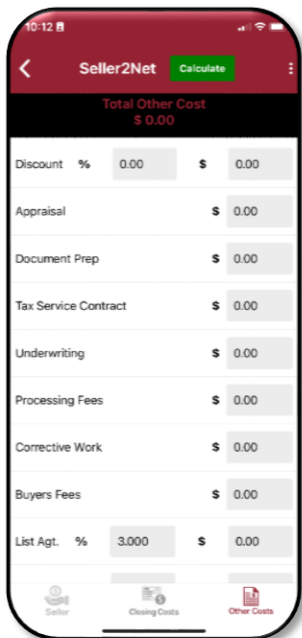 10:12
Seller2Net Calculate
Total Other Cost
$ 0.00
Discount % 0.00 $ 0.00
Appraisal $ 0.00
Document Prep $ 0.00
Tax Service Contract $ 0.00
Underwriting $ 0.00
Processing Fees $ 0.00
Corrective Work $ 0.00
Buyers Fees $ 0.00
List Agt. % 3.000 $ 0.00
Seller Closing Costs Other Costs